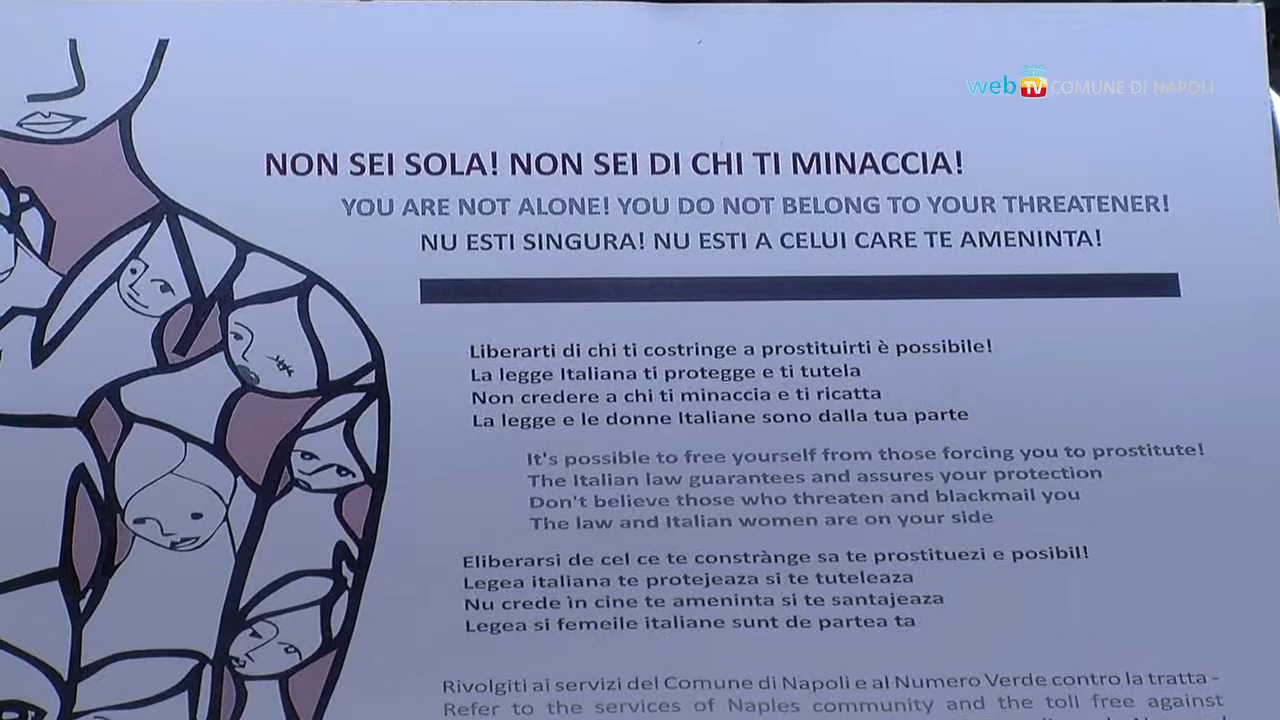 web TV COMUNE DI NAPOLI
NON SEI SOLA! NON SEI DI CHI TI MINACCIA!
YOU ARE NOT ALONE! YOU DO NOT BELONG TO YOUR THREATENER!
NU ESTI SINGURA! NU ESTI A CELUI CARE TE AMENINTA!
Liberarti di chi ti costringe a prostituirti è possibile!
La legge Italiana ti protegge e ti tutela
Non credere a chi ti minaccia e ti ricatta
La legge e le donne Italiane sono dalla tua parte
It's possible to free yourself from those forcing you to prostitute!
The Italian law guarantees and assures your protection
Don't believe those who threaten and blackmail you
The law and Italian women are on your side
Eliberarsi de cel ce te constrànge sa te prostituezi e posibil!
Legea italiana te protejeaza si te tuteleaza
Nu crede ìn cine te ameninta si te santajeaza
Legea si femeile italiane sunt de partea ta
Rivolgiti ai servizi del Comune di Napoli e al Numero Verde contro la tratta -
Refer to the services of Naples community and the toll free against